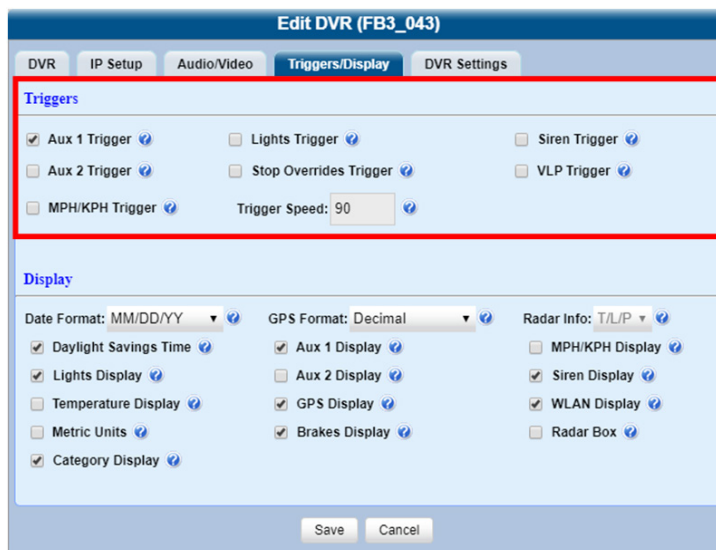 Edit DVR (FB3_043)
DVR IP Setup Audio/Video Triggers/Display DVR Settings
Triggers
Aux 1 Trigger ? Lights Trigger ? Siren Trigger ?
Aux 2 Trigger ? Stop Overrides Trigger ? VLP Trigger ?
MPH/KPH Trigger ? Trigger Speed: 90 ?
Display
Date Format: MM/DD/YY ? GPS Format: Decimal ? Radar Info: T/L/P ?
Daylight Savings Time ? Aux 1 Display ? MPH/KPH Display ?
Lights Display ? Aux 2 Display ? Siren Display ?
Temperature Display ? GPS Display ? WLAN Display ?
Metric Units ? Brakes Display ? Radar Box ?
Category Display ?
Save Cancel